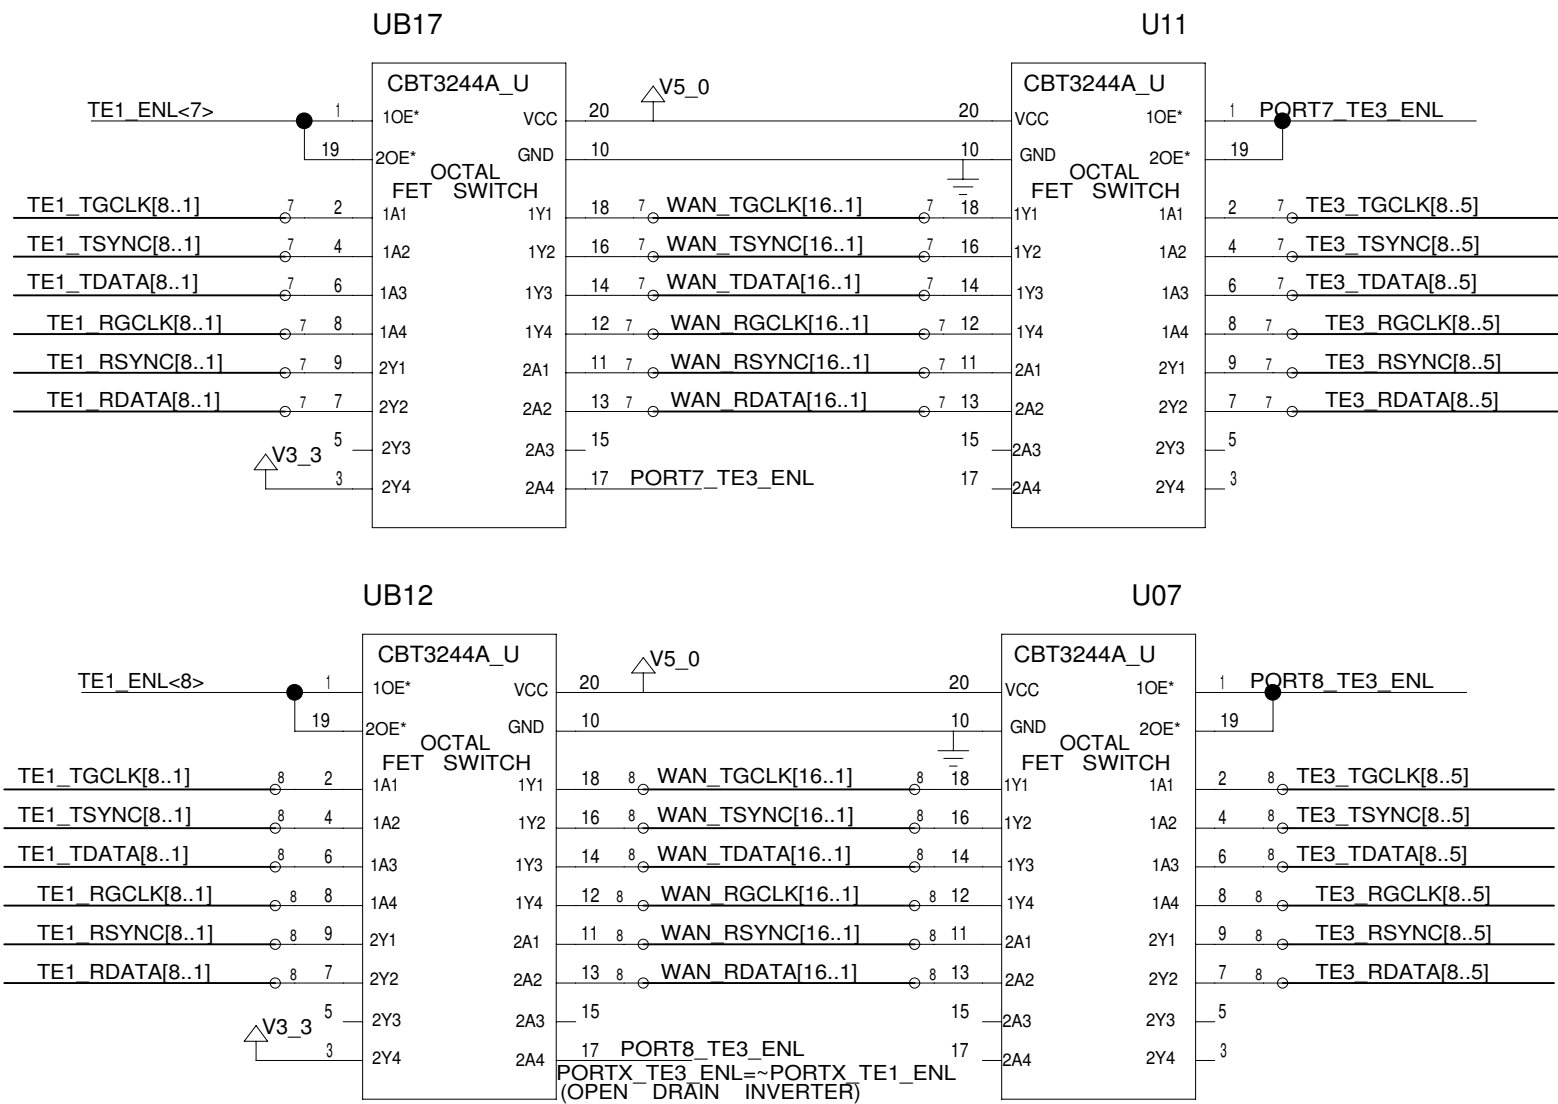 UB17 U11
CBT3244A_U V5_0 CBT3244A_U
TE1_ENL<7> 1 1OE* VCC 20 20 VCC 1OE* 1 PORT7_TE3_ENL
19 2OE* GND 10 10 GND 2OE* 19
OCTAL OCTAL
FET SWITCH FET SWITCH
TE1_TGCLK[8..1] 7 2 1A1 1Y1 18 7 WAN_TGCLK[16..1] 7 18 1Y1 1A1 2 7 TE3_TGCLK[8..5]
TE1_TSYNC[8..1] 7 4 1A2 1Y2 16 7 WAN_TSYNC[16..1] 7 16 1Y2 1A2 4 7 TE3_TSYNC[8..5]
TE1_TDATA[8..1] 7 6 1A3 1Y3 14 7 WAN_TDATA[16..1] 7 14 1Y3 1A3 6 7 TE3_TDATA[8..5]
TE1_RGCLK[8..1] 7 8 1A4 1Y4 12 7 WAN_RGCLK[16..1] 7 12 1Y4 1A4 8 7 TE3_RGCLK[8..5]
TE1_RSYNC[8..1] 7 9 2Y1 2A1 11 7 WAN_RSYNC[16..1] 7 11 2A1 2Y1 9 7 TE3_RSYNC[8..5]
TE1_RDATA[8..1] 7 7 2Y2 2A2 13 7 WAN_RDATA[16..1] 7 13 2A2 2Y2 7 7 TE3_RDATA[8..5]
5 2Y3 2A3 15 15 2A3 2Y3 5
V3_3 3 2Y4 2A4 17 PORT7_TE3_ENL 17 2A4 2Y4 3
UB12 U07
CBT3244A_U V5_0 CBT3244A_U
TE1_ENL<8> 1 1OE* VCC 20 20 VCC 1OE* 1 PORT8_TE3_ENL
19 2OE* GND 10 10 GND 2OE* 19
OCTAL OCTAL
FET SWITCH FET SWITCH
TE1_TGCLK[8..1] 8 2 1A1 1Y1 18 8 WAN_TGCLK[16..1] 8 18 1Y1 1A1 2 8 TE3_TGCLK[8..5]
TE1_TSYNC[8..1] 8 4 1A2 1Y2 16 8 WAN_TSYNC[16..1] 8 16 1Y2 1A2 4 8 TE3_TSYNC[8..5]
TE1_TDATA[8..1] 8 6 1A3 1Y3 14 8 WAN_TDATA[16..1] 8 14 1Y3 1A3 6 8 TE3_TDATA[8..5]
TE1_RGCLK[8..1] 8 8 1A4 1Y4 12 8 WAN_RGCLK[16..1] 8 12 1Y4 1A4 8 8 TE3_RGCLK[8..5]
TE1_RSYNC[8..1] 8 9 2Y1 2A1 11 8 WAN_RSYNC[16..1] 8 11 2A1 2Y1 9 8 TE3_RSYNC[8..5]
TE1_RDATA[8..1] 8 7 2Y2 2A2 13 8 WAN_RDATA[16..1] 8 13 2A2 2Y2 7 8 TE3_RDATA[8..5]
5 2Y3 2A3 15 15 2A3 2Y3 5
V3_3 3 2Y4 2A4 17 PORT8_TE3_ENL 17 2A4 2Y4 3
PORTX_TE3_ENL=~PORTX_TE1_ENL
(OPEN DRAIN INVERTER)